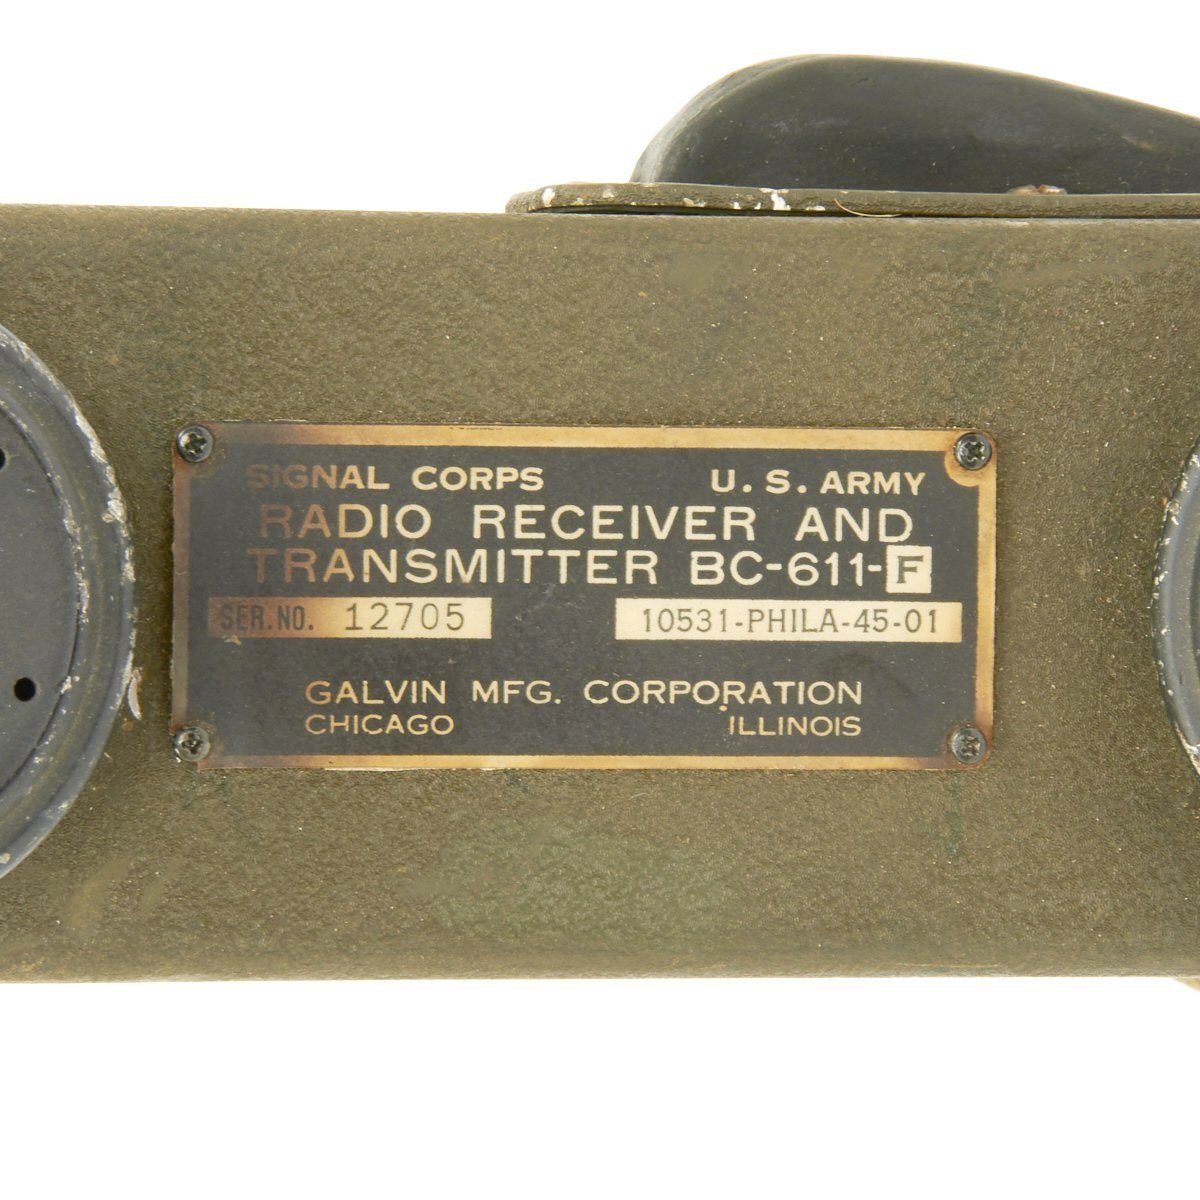 SIGNAL CORPS U. S. ARMY
RADIO RECEIVER AND
TRANSMITTER BC-611-F
SER. NO. 12705 10531-PHILA-45-01
GALVIN MFG. CORPORATION
CHICAGO ILLINOIS